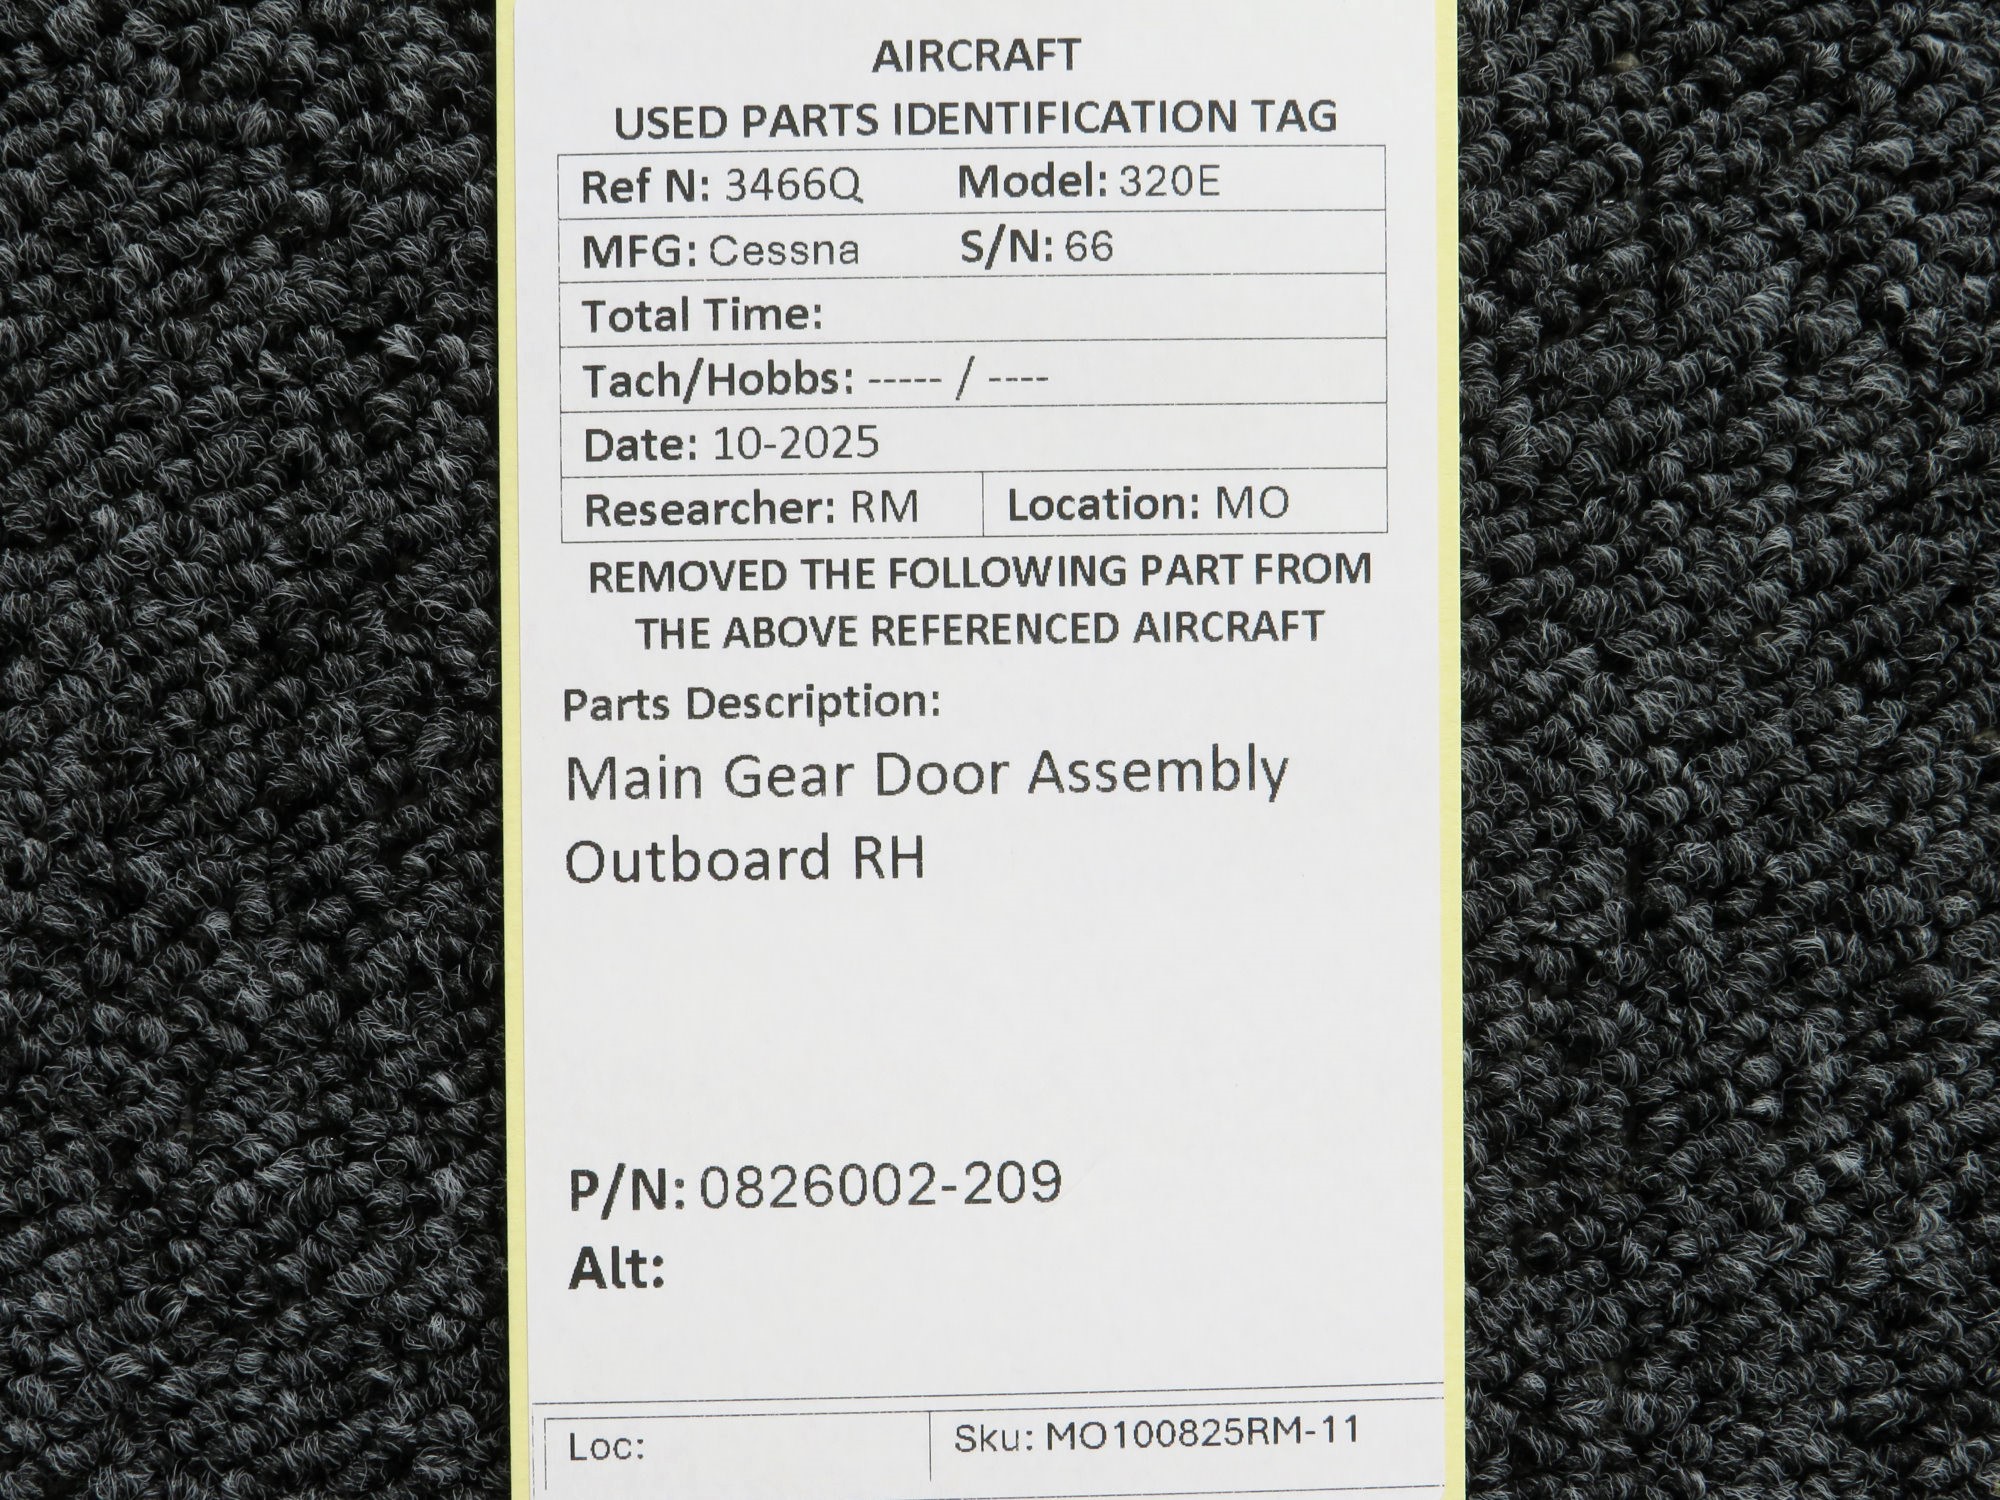 AIRCRAFT
USED PARTS IDENTIFICATION TAG
Ref N: 3466Q Model: 320E
MFG: Cessna S/N: 66
Total Time:
Tach/Hobbs: ----- / ----
Date: 10-2025
Researcher: RM Location: MO
REMOVED THE FOLLOWING PART FROM
THE ABOVE REFERENCED AIRCRAFT
Parts Description:
Main Gear Door Assembly
Outboard RH
P/N: 0826002-209
Alt:
Loc: Sku: MO100825RM-11